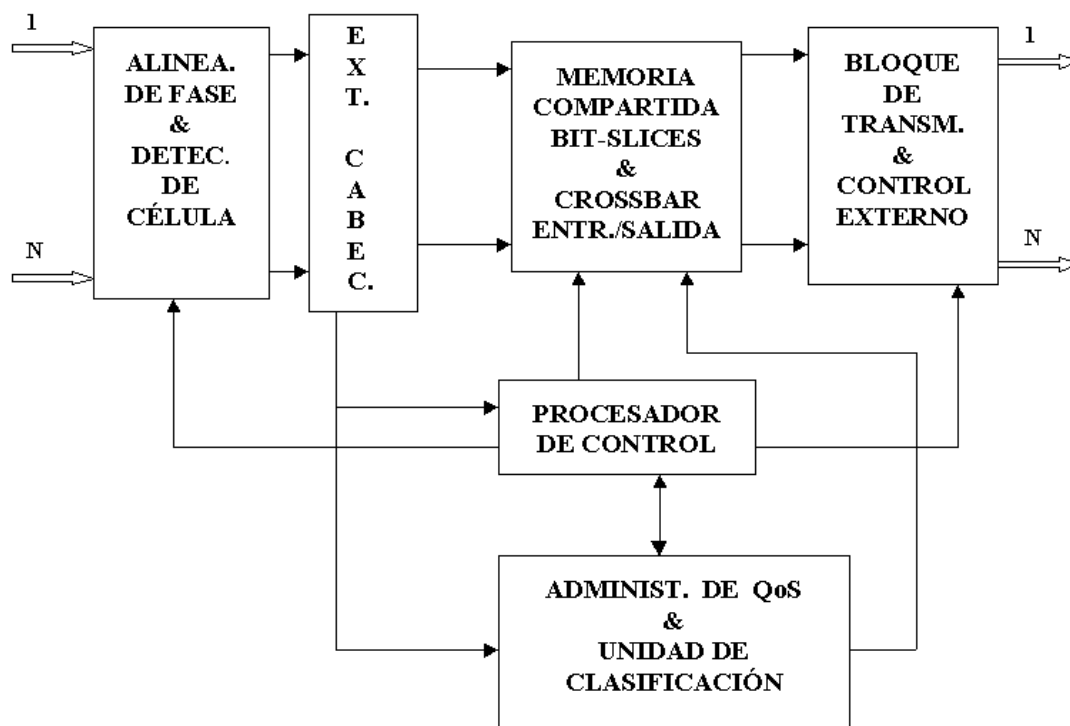 1
N
ALINEA.
DE FASE
&
DETEC.
DE
CÉLULA
E
X
T.
C
A
B
E
C.
MEMORIA
COMPARTIDA
BIT-SLICES
&
CROSSBAR
ENTR./SALIDA
BLOQUE
DE
TRANSM.
&
CONTROL
EXTERNO
1
N
PROCESADOR
DE CONTROL
ADMINIST. DE QoS
&
UNIDAD DE
CLASIFICACIÓN